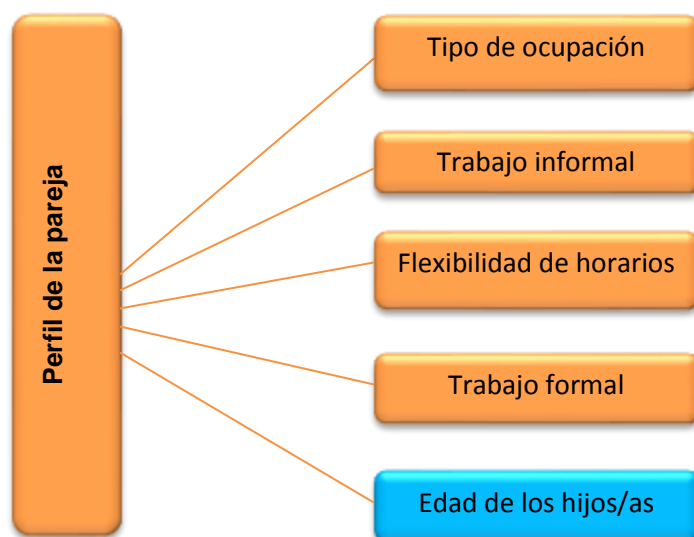 Perfil de la pareja
Tipo de ocupación
Trabajo informal
Flexibilidad de horarios
Trabajo formal
Edad de los hijos/as